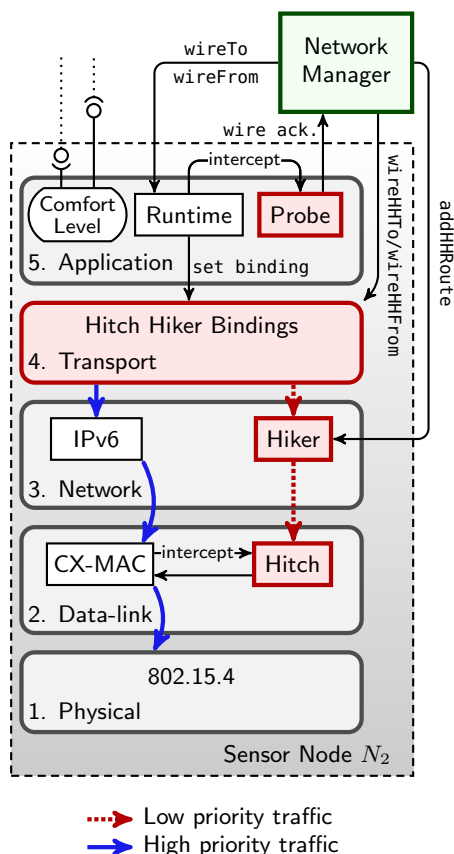 Network
Manager
wireTo
wireFrom
wire ack.
intercept
wireHHTo/wireHHFrom
addHHRoute
Comfort
Level
Runtime
Probe
5. Application
set binding
Hitch Hiker Bindings
4. Transport
IPv6
Hiker
3. Network
CX-MAC
intercept
Hitch
2. Data-link
802.15.4
1. Physical
Sensor Node N₂
Low priority traffic
High priority traffic